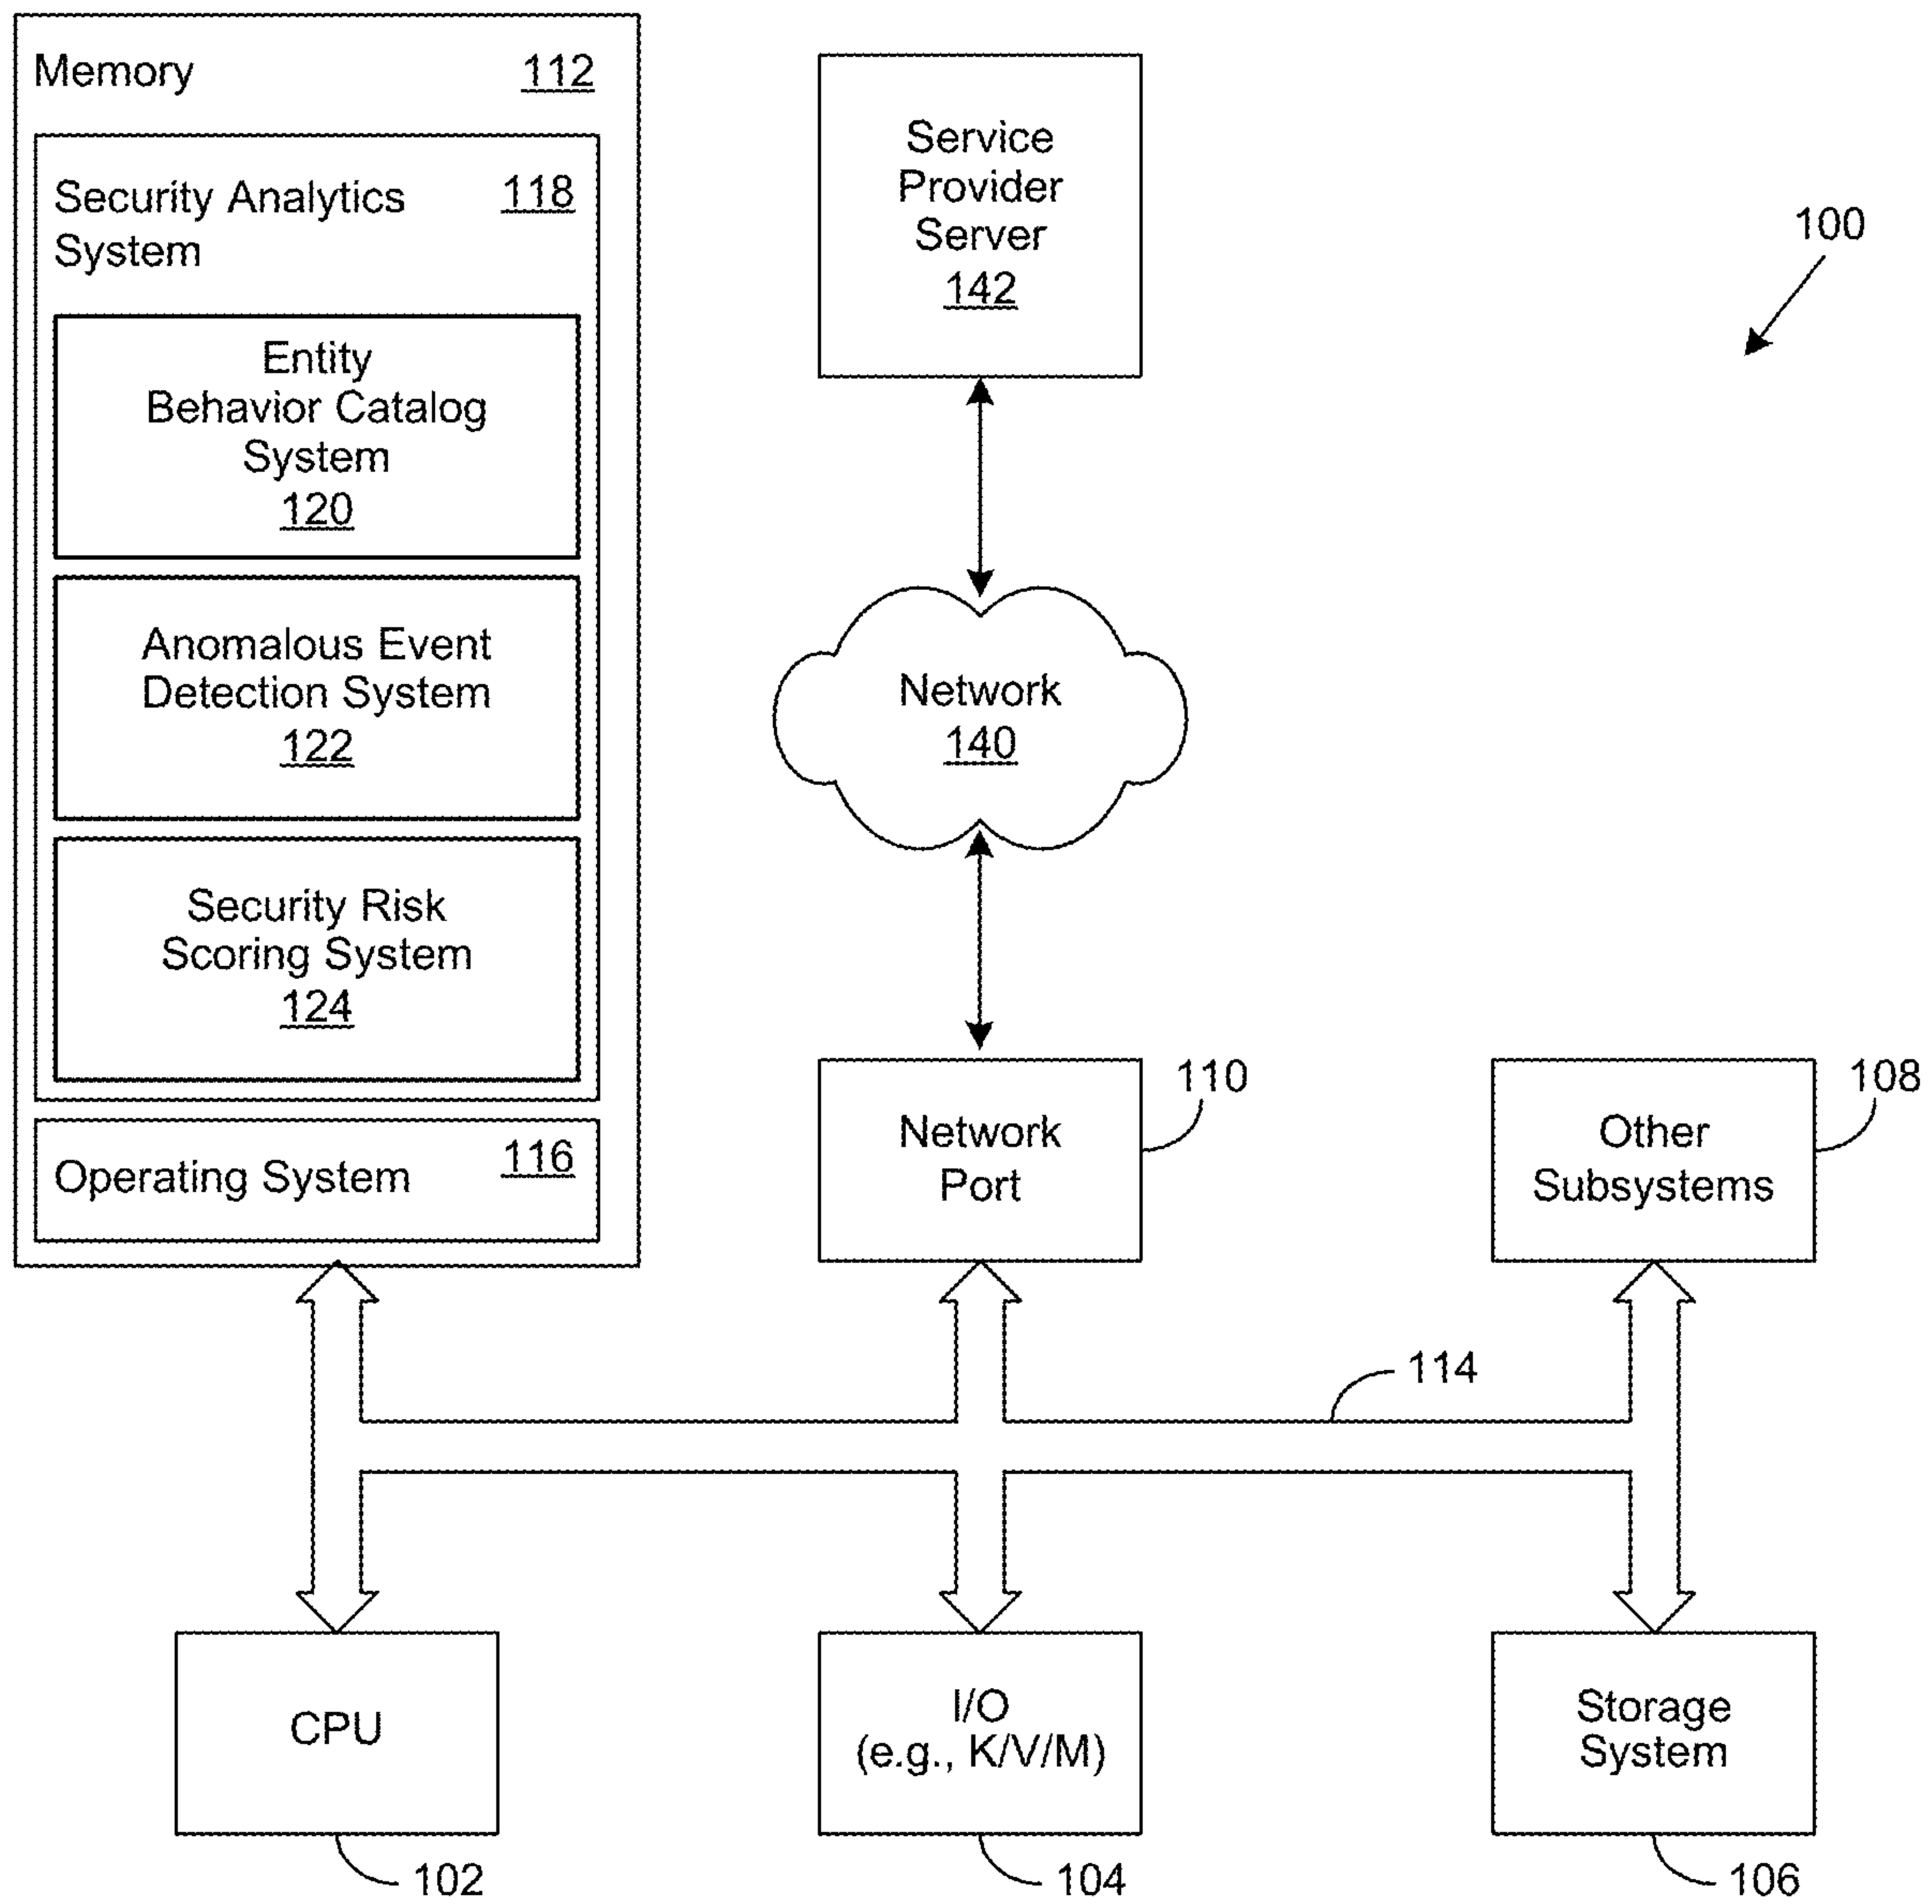 Memory 112
Security Analytics 118
System
Entity
Behavior Catalog
System
120
Anomalous Event
Detection System
122
Security Risk
Scoring System
124
Operating System 116
Service
Provider
Server
142
100
Network
140
Network
Port
110
Other
Subsystems
108
114
CPU
102
I/O
(e.g., K/V/M)
104
Storage
System
106